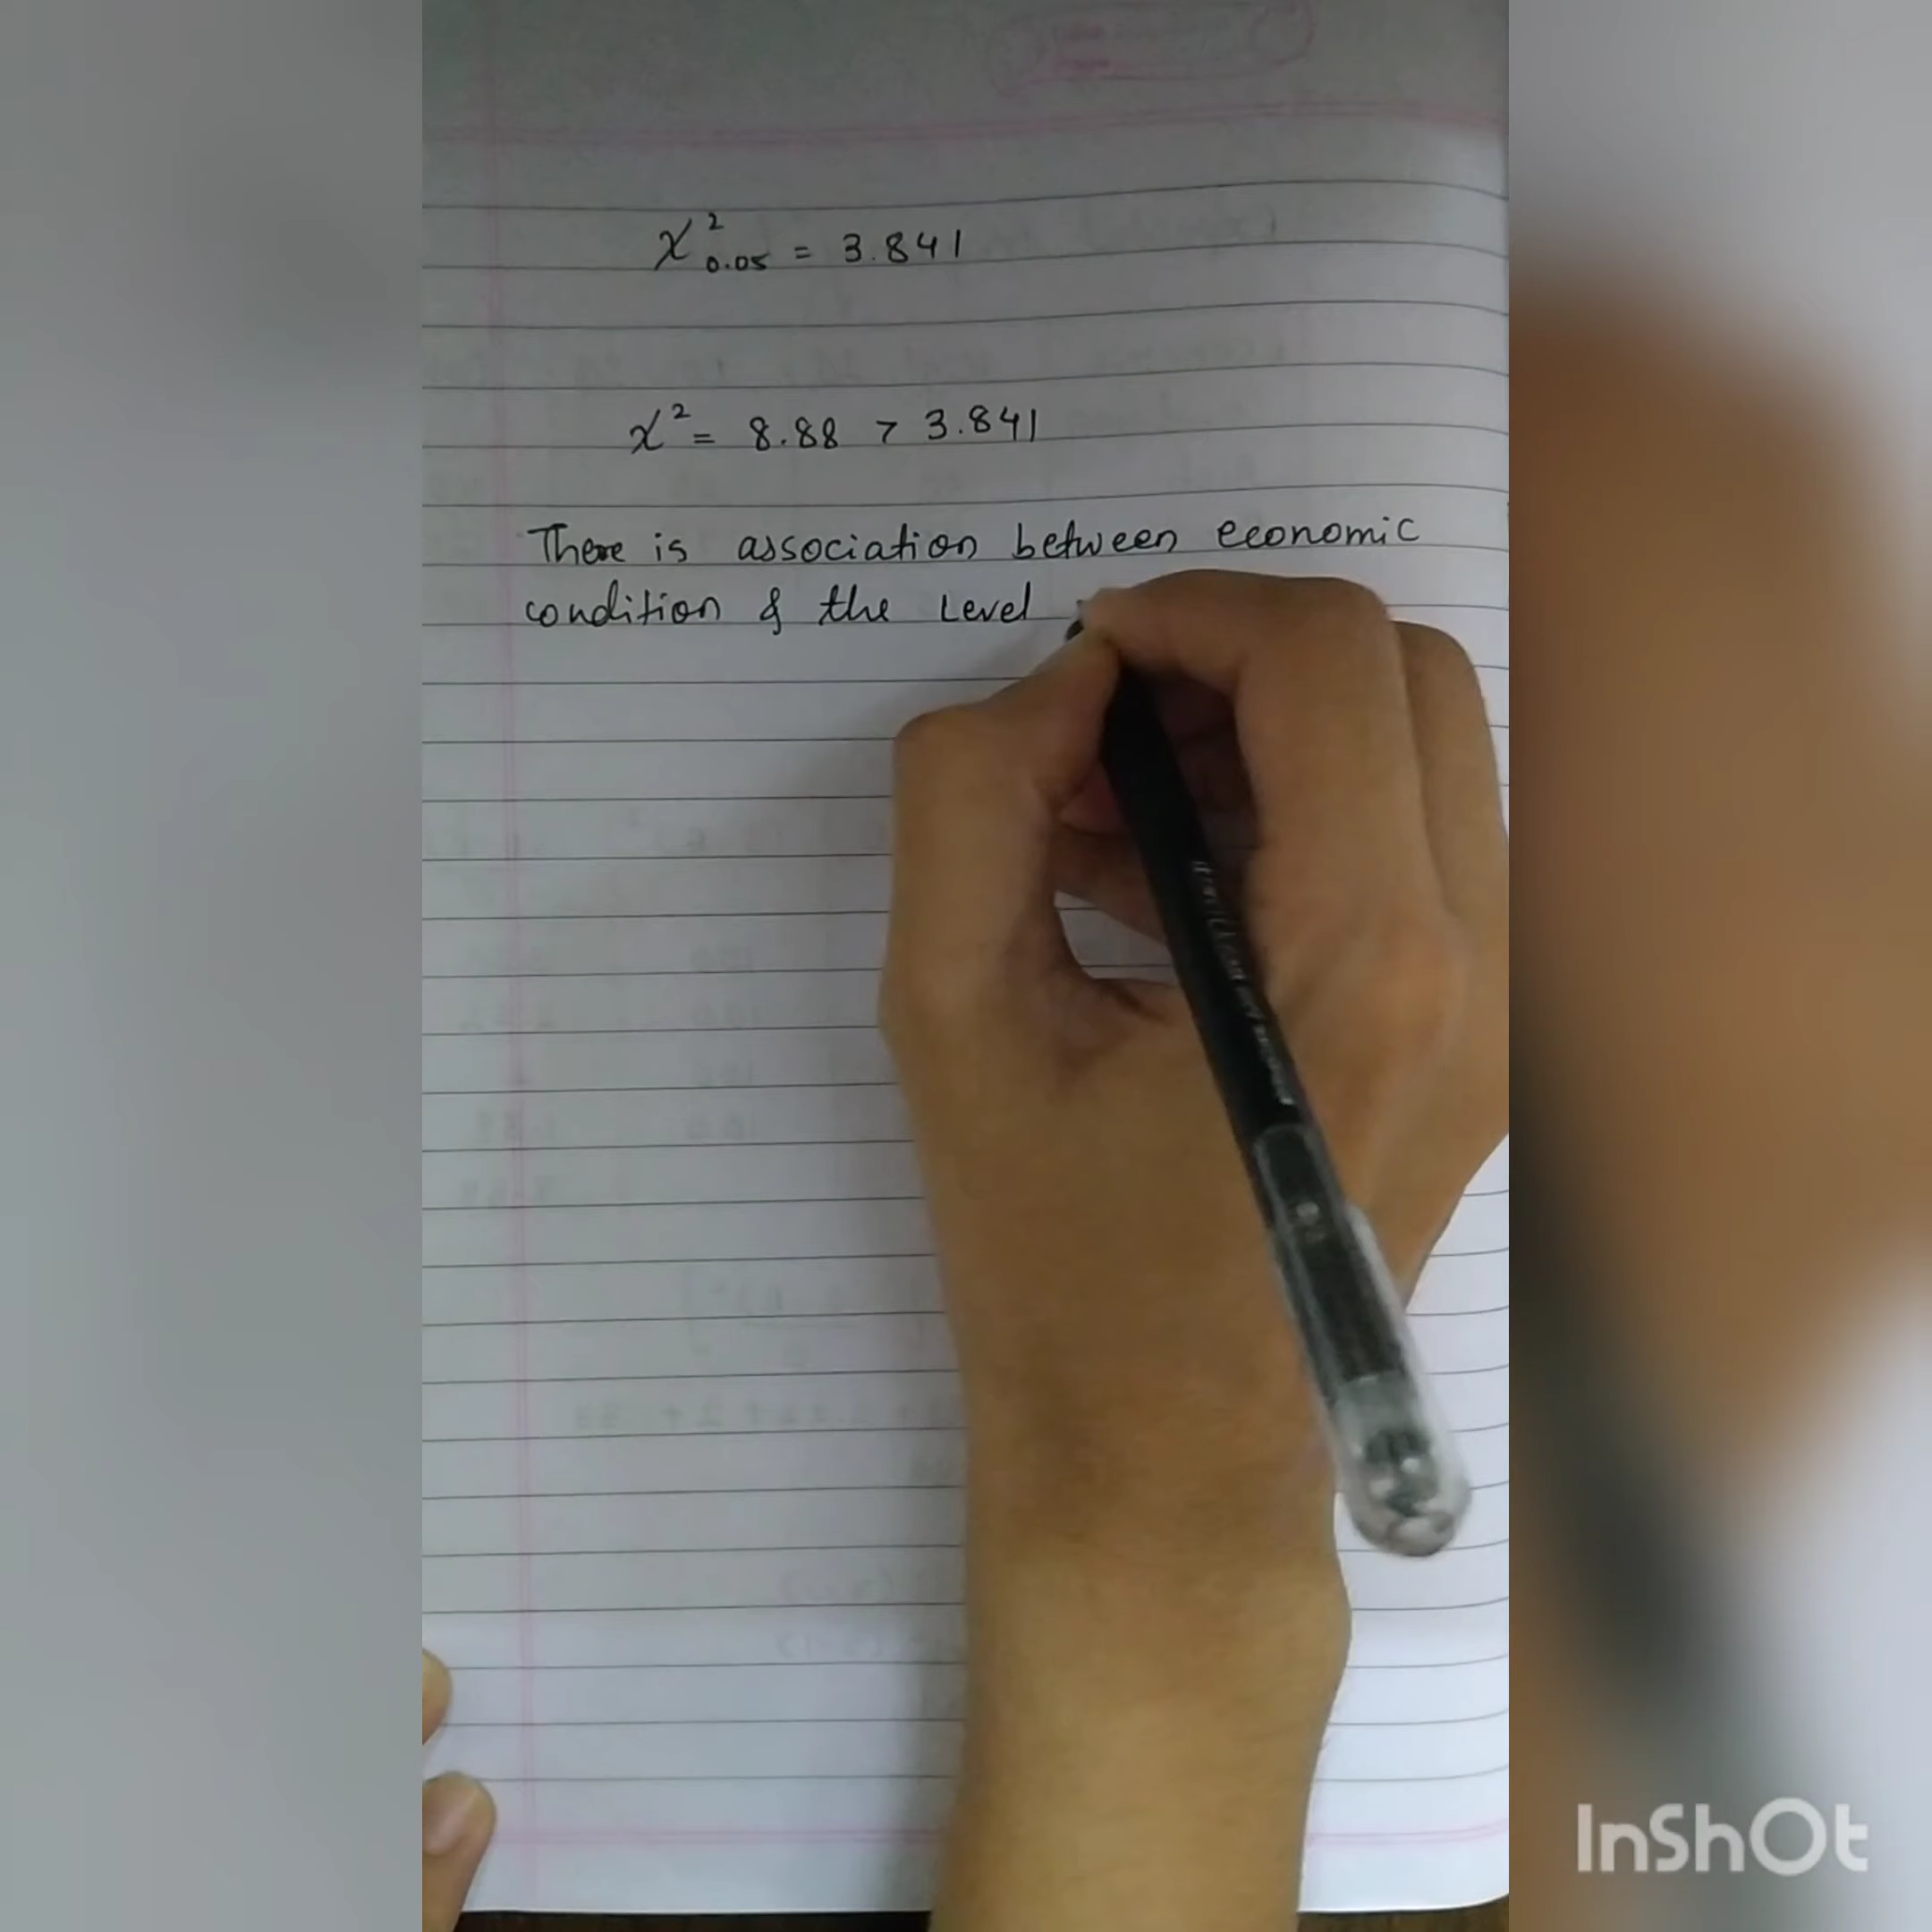 χ²₀.₀₅ = 3.841
χ² = 8.88 > 3.841
There is association between economic
condition & the Level
InShOt